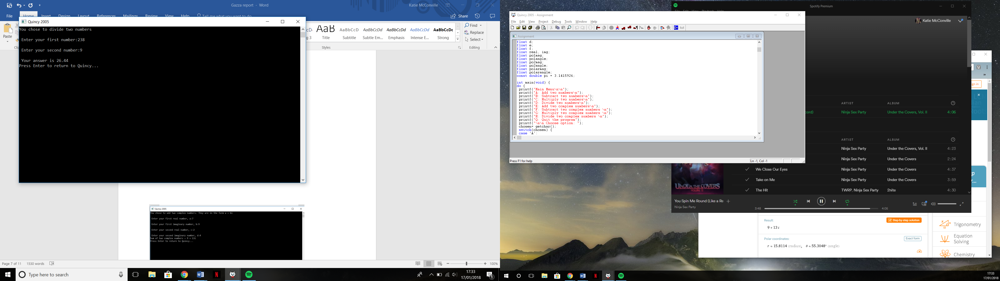 Gazza report - Word
Katie McConville
File Home Insert Design Layout References Mailings Review View Help Tell me what you want to do
Share
Quincy 2005
You chose to divide two numbers
Enter your first number:238
Enter your second number:9
Your answer is 26.44
Press Enter to return to Quincy...
Paste
AaB AaBbCcD AaBbCcDd AaBbCcDd AaBbCcDd AaBbCcDc
g 3 Title Subtitle Subtle Em... Emphasis Intense E... Strong
Styles
Find
Replace
Select
Editing
Quincy 2005
You chose to add two complex numbers. They are in the form a + bi
Enter your first real number, a:7
Enter your first imaginary number, b:9
Enter your second real number, c:2
Enter your second imaginary number, d:4
Sum of two complex numbers = 9 + 13i
Press Enter to return to Quincy...
Page 7 of 11 1530 words
100%
Type here to search
17:33
17/01/2018
Quincy 2005 - Assignment
File Edit View Project Debug Tools Window Help
tut
Assignment
float d;
float e;
float f;
float real, img;
float po1mag;
float po1angle;
float po2mag;
float po2angle;
float polarmag;
float polarangle;
const double pi = 3.1415926;
int main(void) {
do {
printf("Main Menu\n\n");
printf("A: Add two numbers\n");
printf("B: Subtract two numbers\n");
printf("C: Multiply two numbers\n");
printf("D: Divide two numbers\n");
printf("E: Add two complex numbers\n");
printf("F: Subtract two complex numbers \n");
printf("G: Multiply two complex numbers \n");
printf("H: Divide two complex numbers \n");
printf("Q: Quit the program");
printf("\n\n Choose option: ");
chosen= getchar();
switch(chosen) {
case 'A':
Press F1 for help
Ln -1, Col -1
Spotify Premium
Katie McConville
ARTIST ALBUM
cord) Ninja Sex Party Under the Covers, Vol. II 4:06
ARTIST ALBUM
Ninja Sex Party Under the Covers, Vol. II 4:23
Ninja Sex Party Under the Covers 2:24
We Close Our Eyes Ninja Sex Party Under the Covers 4:37
Take on Me Ninja Sex Party Under the Covers 3:59
The Hit TWRP, Ninja Sex Party 2nite 4:30
UNDER THE COVERS
VOLUME II
You Spin Me Round (Like a Re
Ninja Sex Party
3:48
4:05
gn in
Result:
Step-by-step solution
9 + 13 i
Polar coordinates:
Exact form
r ≈ 15.8114 (radius), θ ≈ 55.3048° (angle)
Trigonometry
Equation
Solving
Chemistry
17:33
17/01/2018